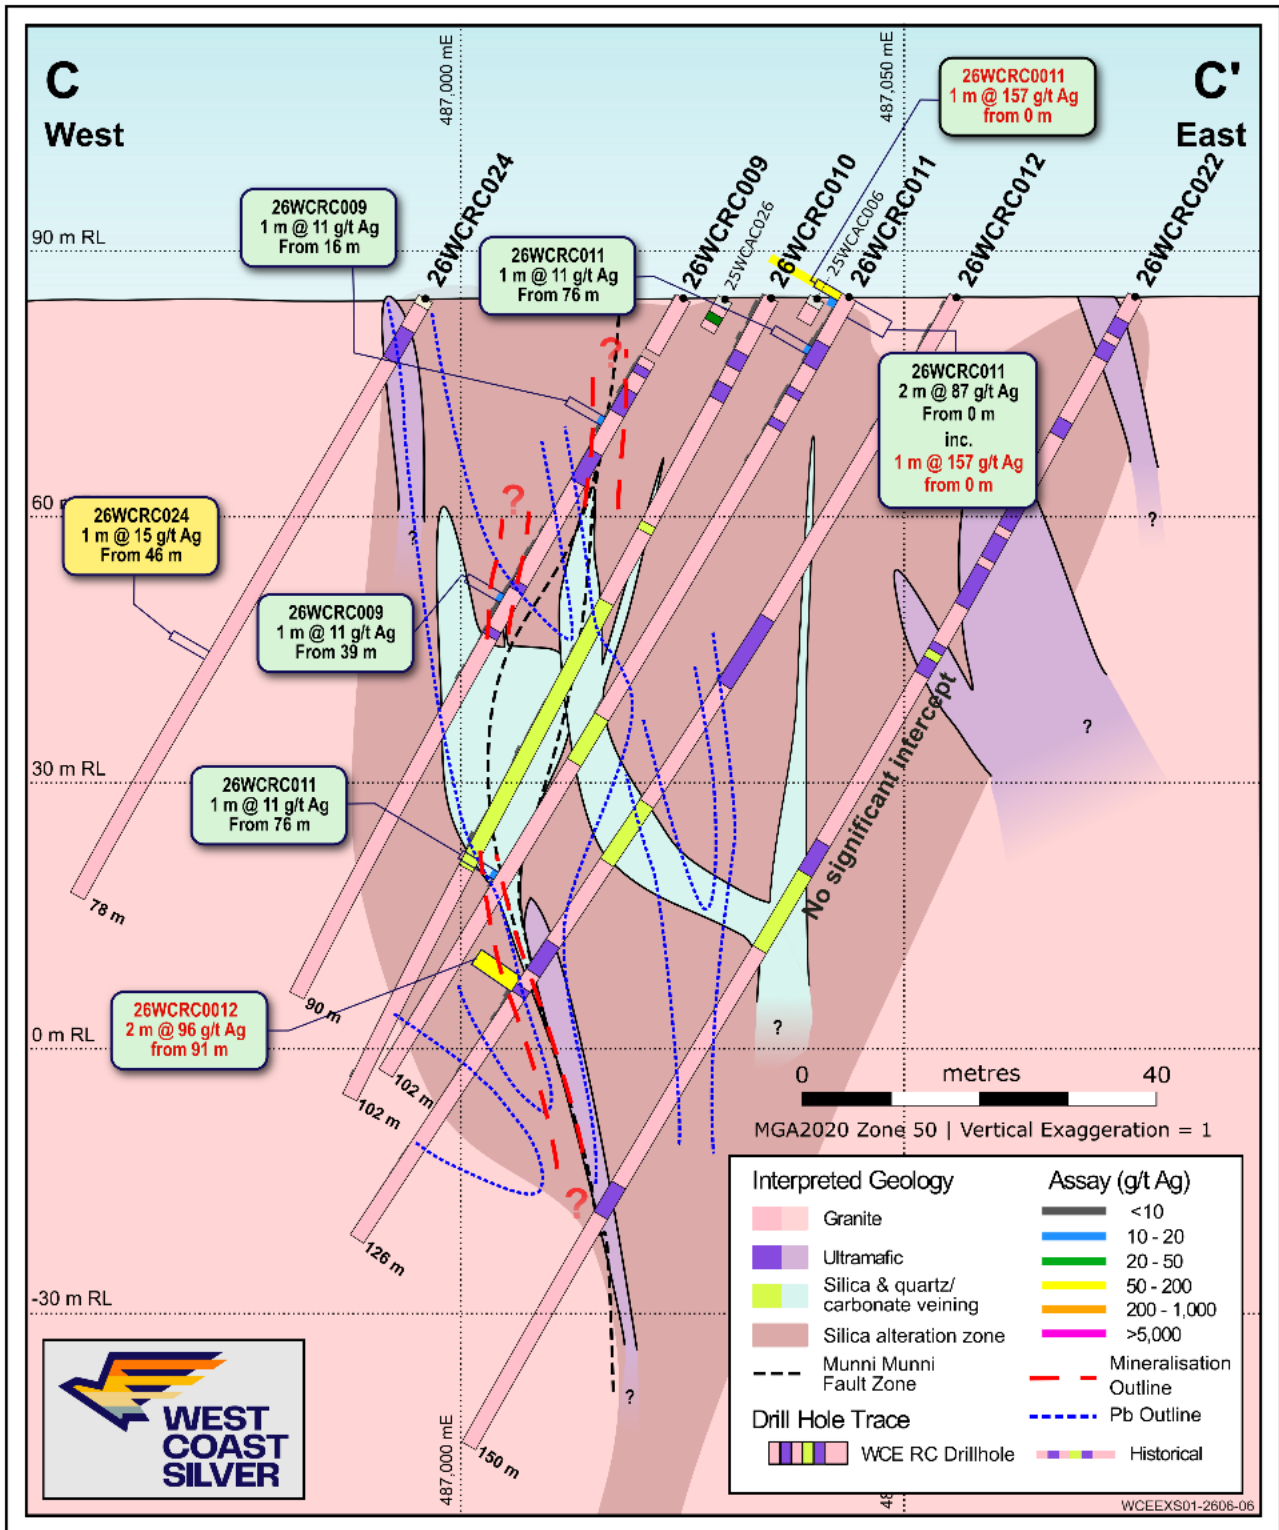 C
West
C'
East
487,000 mE
487,050 mE
26WCRC0011
1 m @ 157 g/t Ag
from 0 m
26WCRC024
26WCRC009
25WCAC026
26WCRC010
25WCAC006
26WCRC011
26WCRC012
26WCRC022
26WCRC009
1 m @ 11 g/t Ag
From 16 m
26WCRC011
1 m @ 11 g/t Ag
From 76 m
90 m RL
26WCRC011
2 m @ 87 g/t Ag
From 0 m
inc.
1 m @ 157 g/t Ag
from 0 m
?
?
60
26WCRC024
1 m @ 15 g/t Ag
From 46 m
?
?
26WCRC009
1 m @ 11 g/t Ag
From 39 m
No significant intercept
?
30 m RL
26WCRC011
1 m @ 11 g/t Ag
From 76 m
78 m
90 m
26WCRC0012
2 m @ 96 g/t Ag
from 91 m
0 m RL
?
102 m
102 m
0 metres 40
MGA2020 Zone 50 | Vertical Exaggeration = 1
?
126 m
-30 m RL
?
150 m
487,000 mE
48
Interpreted Geology
Granite
Ultramafic
Silica & quartz/
carbonate veining
Silica alteration zone
Munni Munni
Fault Zone
Drill Hole Trace
WCE RC Drillhole
Assay (g/t Ag)
<10
10 - 20
20 - 50
50 - 200
200 - 1,000
>5,000
Mineralisation
Outline
Pb Outline
Historical
WEST
COAST
SILVER
WCEEXS01-2606-06